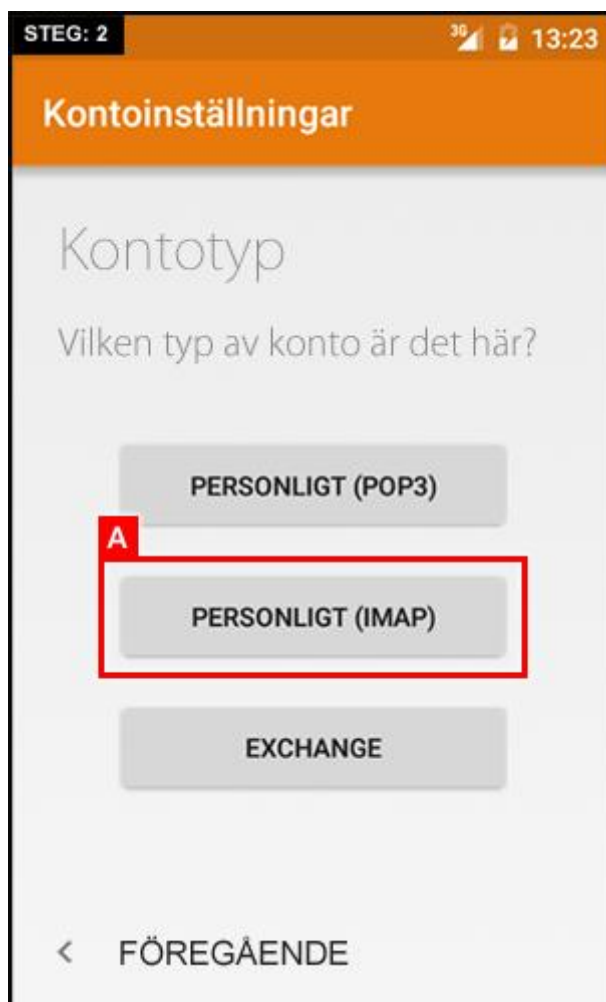 STEG: 2
3G 13:23
Kontoinställningar
Kontotyp
Vilken typ av konto är det här?
PERSONLIGT (POP3)
A
PERSONLIGT (IMAP)
EXCHANGE
< FÖREGÅENDE